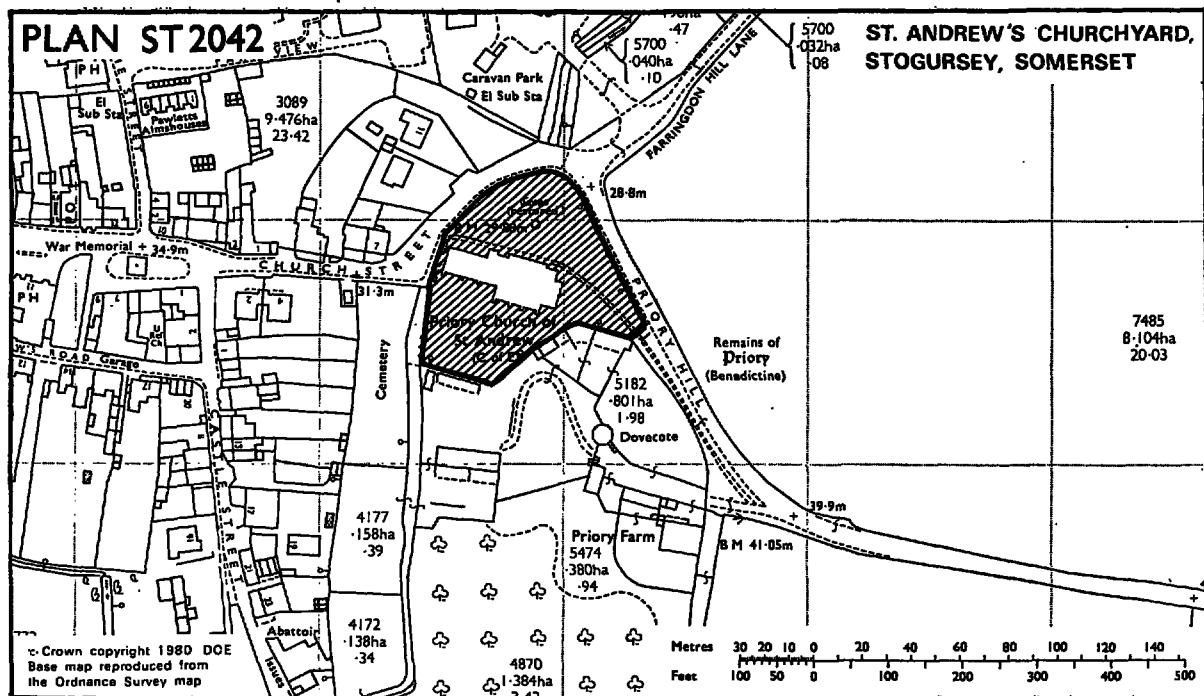 PLAN ST 2042
ST. ANDREW'S CHURCHYARD,
STOGURSEY, SOMERSET
PH
El
Sub Sta
Pawletts
Almshouses
3089
9·476ha
23·42
Caravan Park
El Sub Sta
·47
5700
·040ha
·10
5700
·032ha
·08
FARRINGDON HILL LANE
28·8m
War Memorial + 34·9m
CHURCH STREET
31·3m
PH
ROAD
Garage
CASTLE STREET
Cemetery
Priory Church of
St Andrew
(C of E)
PRIORY HILL
Remains of
Priory
(Benedictine)
7485
8·104ha
20·03
5182
·801ha
1·98
Dovecote
4177
·158ha
·39
Priory Farm
5474
·380ha
·94
39·9m
BM 41·05m
4172
·138ha
·34
Abattoir
Issues
4870
1·384ha
3·42
© Crown copyright 1980 DOE
Base map reproduced from
the Ordnance Survey map
Metres 30 20 10 0 20 40 60 80 100 120 140
Feet 100 50 0 100 200 300 400 500